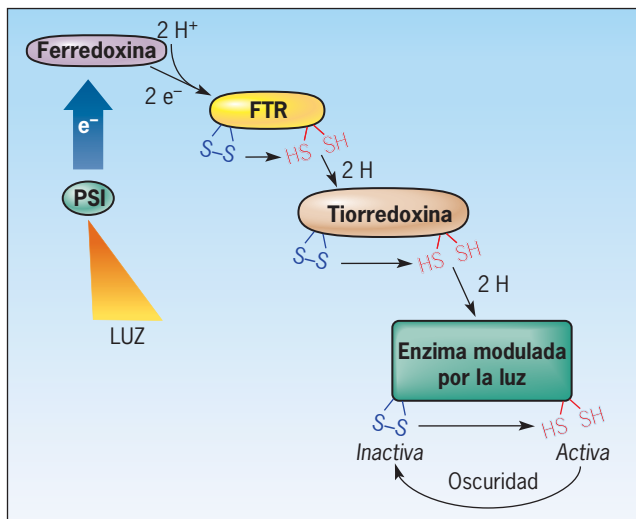 2 H⁺
Ferredoxina
2 e⁻
FTR
e⁻
S–S
HS
SH
2 H
PSI
Tiorredoxina
S–S
HS
SH
2 H
LUZ
Enzima modulada
por la luz
S–S
HS
SH
Inactiva
Activa
Oscuridad